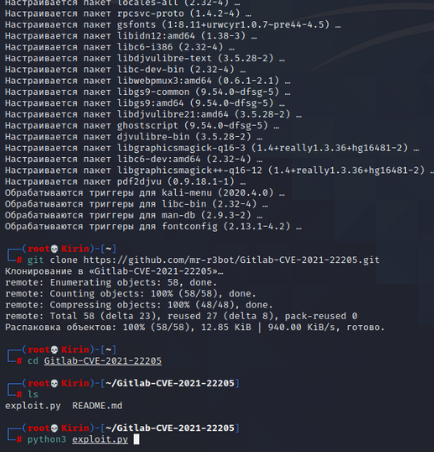 Настраивается пакет locales-all (2.32-4) …
Настраивается пакет rpcsvc-proto (1.4.2-4) …
Настраивается пакет gsfonts (1:8.11+urwcyr1.0.7~pre44-4.5) …
Настраивается пакет libidn12:amd64 (1.38-3) …
Настраивается пакет libc6-i386 (2.32-4) …
Настраивается пакет libdjvulibre-text (3.5.28-2) …
Настраивается пакет libc-dev-bin (2.32-4) …
Настраивается пакет libwebpmux3:amd64 (0.6.1-2.1) …
Настраивается пакет libgs9-common (9.54.0~dfsg-5) …
Настраивается пакет libgs9:amd64 (9.54.0~dfsg-5) …
Настраивается пакет libdjvulibre21:amd64 (3.5.28-2) …
Настраивается пакет ghostscript (9.54.0~dfsg-5) …
Настраивается пакет djvulibre-bin (3.5.28-2) …
Настраивается пакет libgraphicsmagick-q16-3 (1.4+really1.3.36+hg16481-2) …
Настраивается пакет libc6-dev:amd64 (2.32-4) …
Настраивается пакет libgraphicsmagick++-q16-12 (1.4+really1.3.36+hg16481-2) …
Настраивается пакет pdf2djvu (0.9.18.1-1) …
Обрабатываются триггеры для kali-menu (2020.4.0) …
Обрабатываются триггеры для libc-bin (2.32-4) …
Обрабатываются триггеры для man-db (2.9.3-2) …
Обрабатываются триггеры для fontconfig (2.13.1-4.2) …
┌──(root💀Kirin)-[~]
└─# git clone https://github.com/mr-r3bot/Gitlab-CVE-2021-22205.git
Клонирование в «Gitlab-CVE-2021-22205»…
remote: Enumerating objects: 58, done.
remote: Counting objects: 100% (58/58), done.
remote: Compressing objects: 100% (48/48), done.
remote: Total 58 (delta 23), reused 27 (delta 8), pack-reused 0
Распаковка объектов: 100% (58/58), 12.85 KiB | 940.00 KiB/s, готово.
┌──(root💀Kirin)-[~]
└─# cd Gitlab-CVE-2021-22205
┌──(root💀Kirin)-[~/Gitlab-CVE-2021-22205]
└─# ls
exploit.py README.md
┌──(root💀Kirin)-[~/Gitlab-CVE-2021-22205]
└─# python3 exploit.py